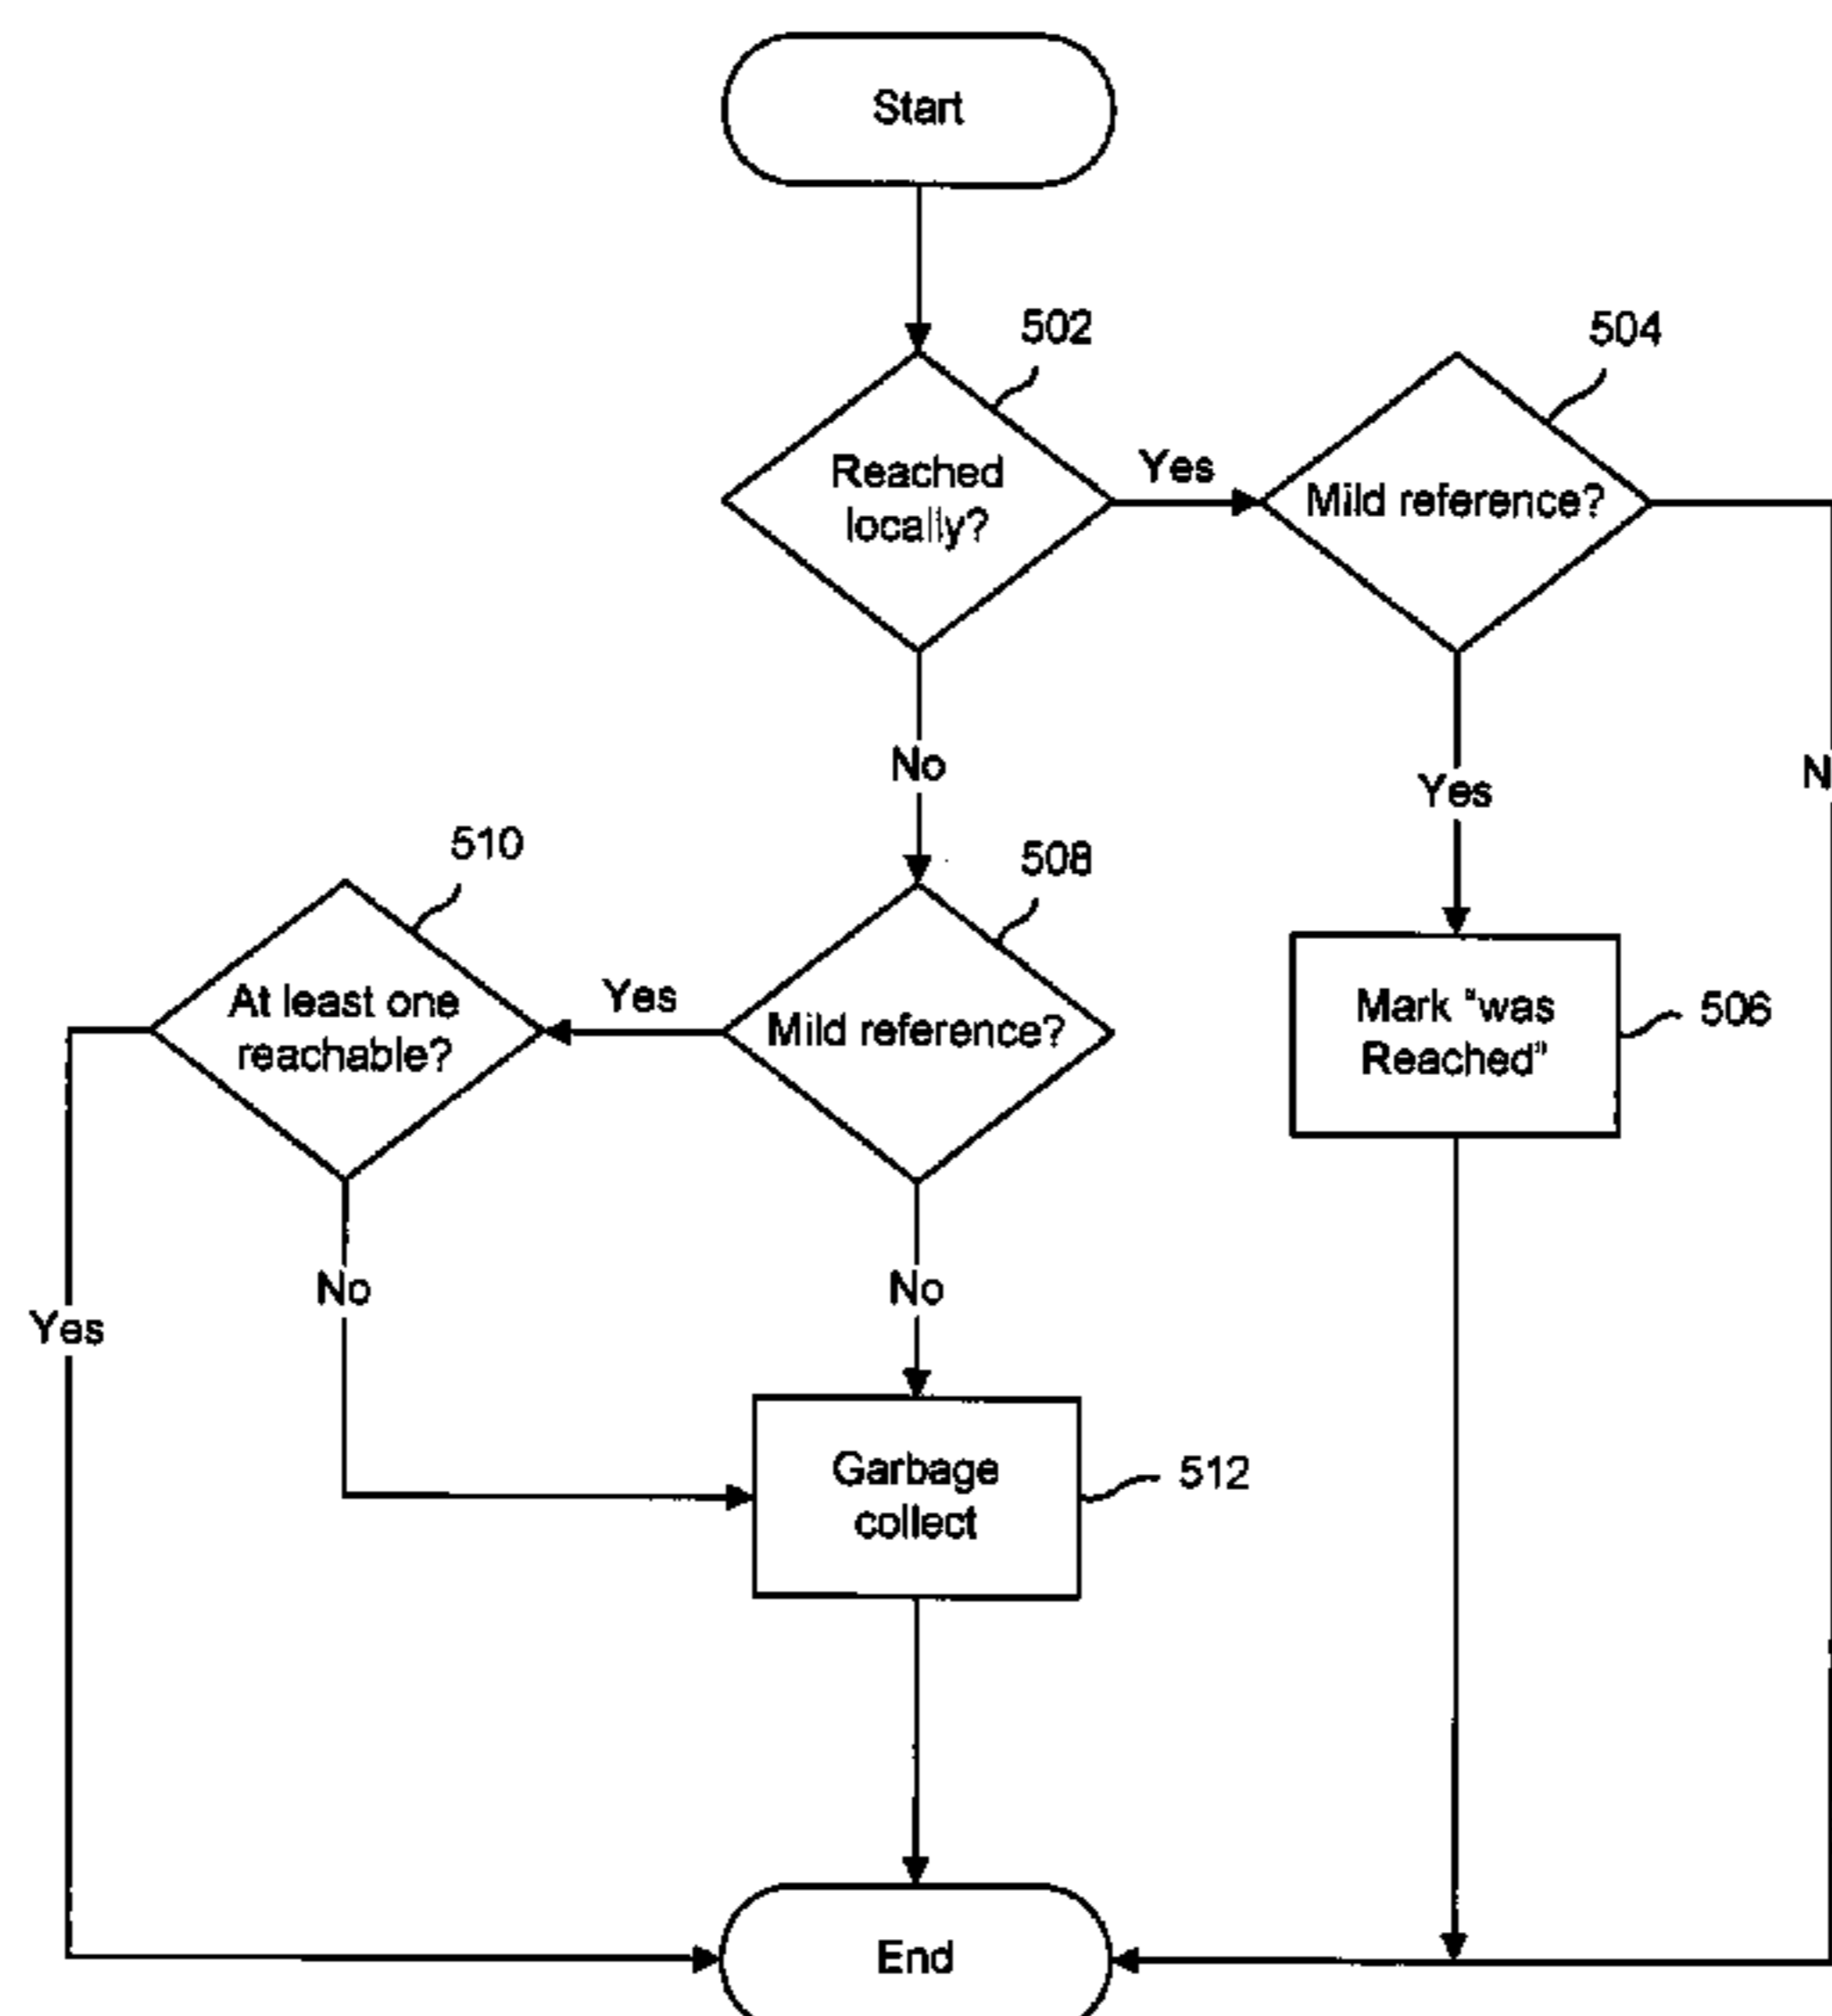 Start
502
504
Reached
locally?
Yes
Mild reference?
No
Yes
N
510
508
At least one
reachable?
Yes
Mild reference?
Mark "was
Reached"
506
No
No
Yes
Garbage
collect
512
End